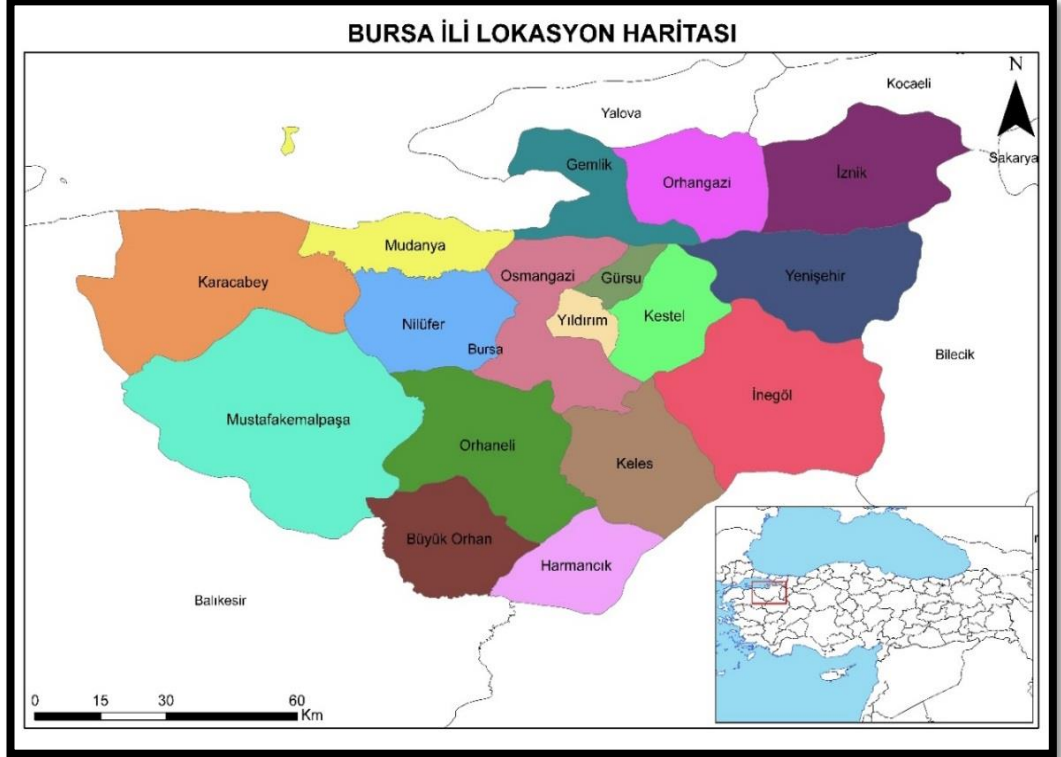 BURSA İLİ LOKASYON HARİTASI
N
Kocaeli
Yalova
Sakarya
Gemlik
Orhangazi
İznik
Mudanya
Osmangazi
Gürsu
Yenişehir
Karacabey
Nilüfer
Yıldırım
Kestel
Bursa
Bilecik
İnegöl
Mustafakemalpaşa
Orhaneli
Keles
Büyük Orhan
Harmancık
Balıkesir
0 15 30 60
Km